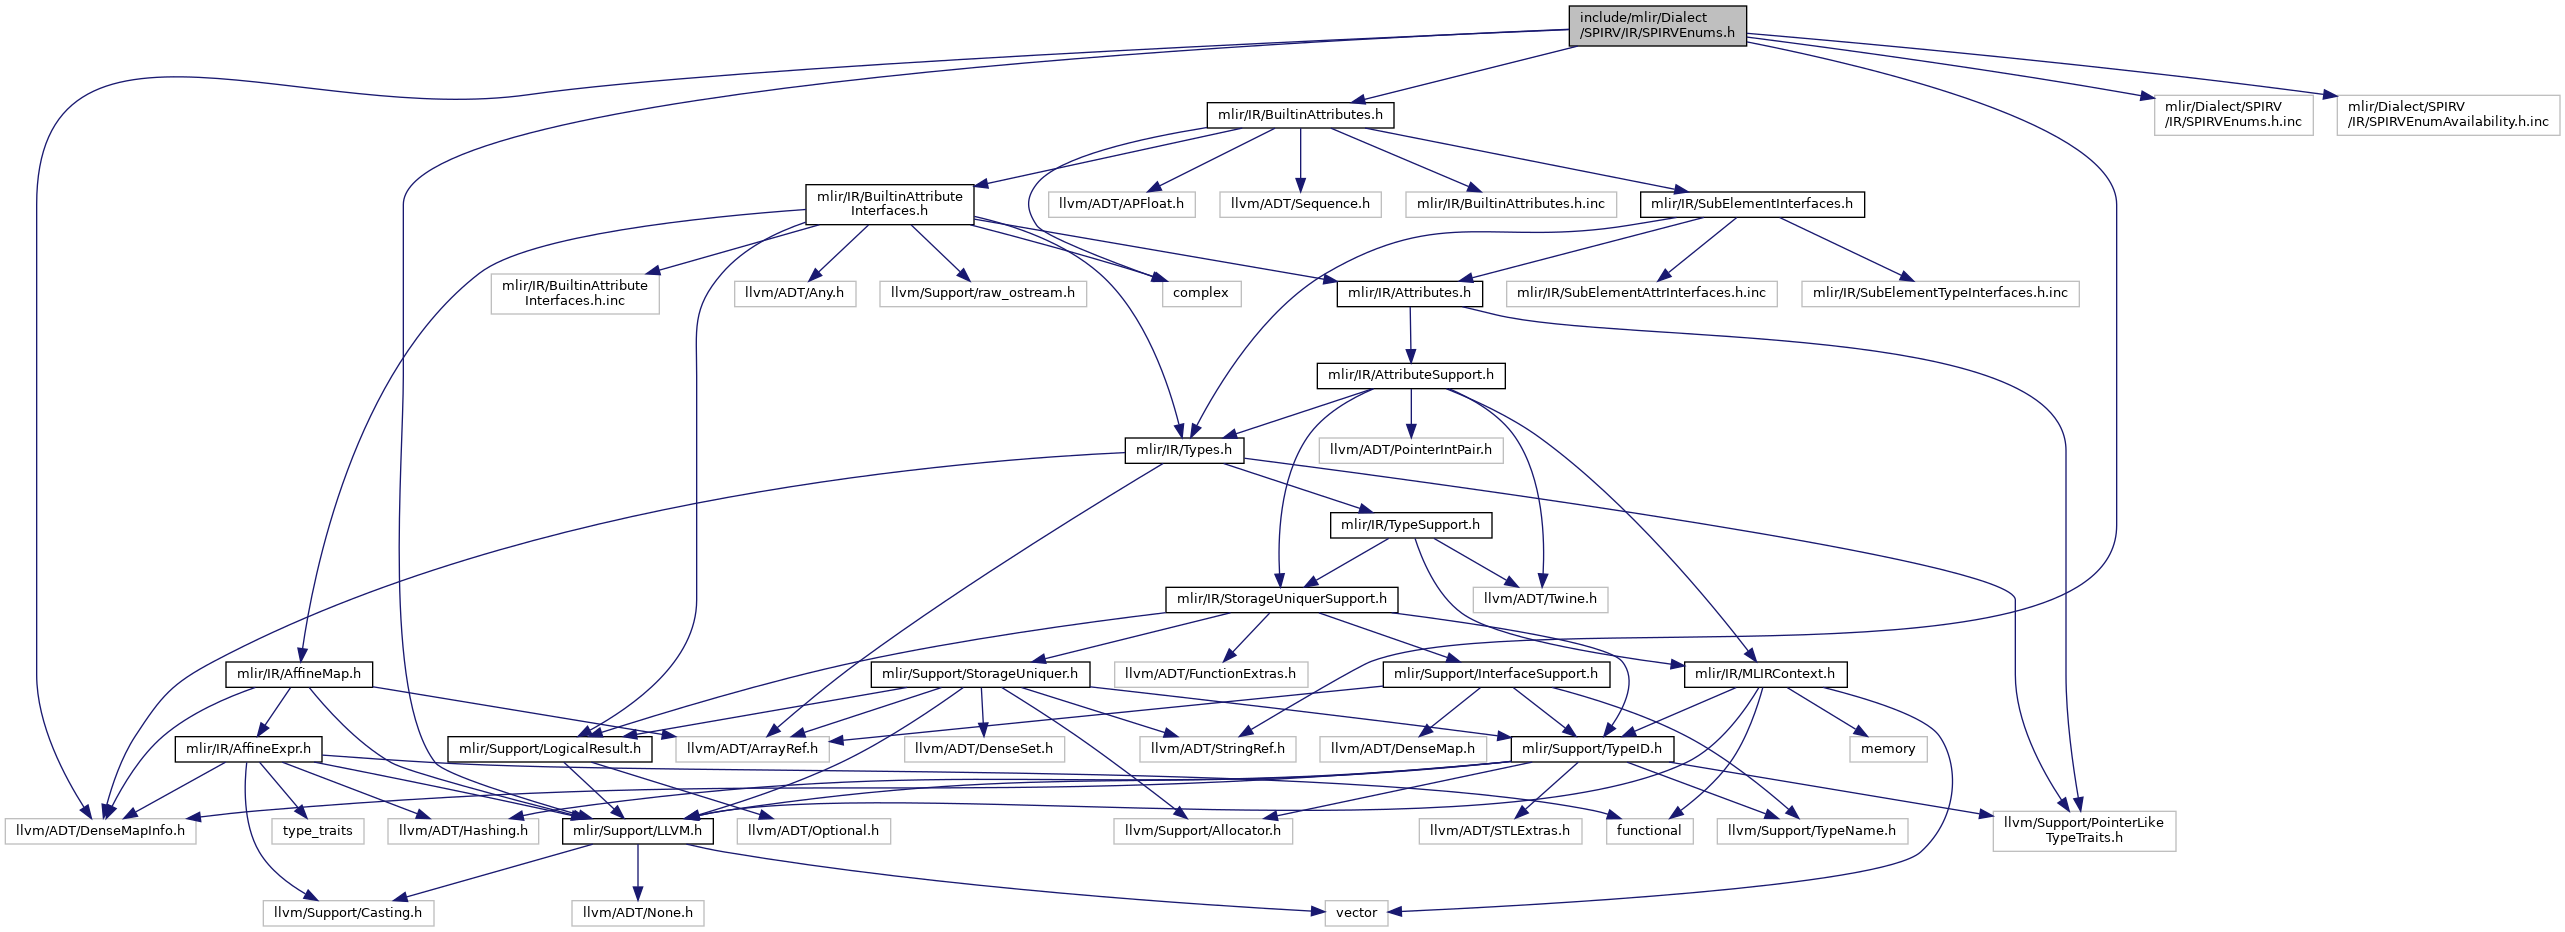 include/mlir/Dialect
/SPIRV/IR/SPIRVEnums.h
mlir/IR/BuiltinAttributes.h
mlir/Dialect/SPIRV
/IR/SPIRVEnums.h.inc
mlir/Dialect/SPIRV
/IR/SPIRVEnumAvailability.h.inc
mlir/IR/BuiltinAttribute
Interfaces.h
llvm/ADT/APFloat.h
llvm/ADT/Sequence.h
mlir/IR/BuiltinAttributes.h.inc
mlir/IR/SubElementInterfaces.h
mlir/IR/BuiltinAttribute
Interfaces.h.inc
llvm/ADT/Any.h
llvm/Support/raw_ostream.h
complex
mlir/IR/Attributes.h
mlir/IR/SubElementAttrInterfaces.h.inc
mlir/IR/SubElementTypeInterfaces.h.inc
mlir/IR/AttributeSupport.h
mlir/IR/Types.h
llvm/ADT/PointerIntPair.h
mlir/IR/TypeSupport.h
mlir/IR/StorageUniquerSupport.h
llvm/ADT/Twine.h
mlir/IR/AffineMap.h
mlir/Support/StorageUniquer.h
llvm/ADT/FunctionExtras.h
mlir/Support/InterfaceSupport.h
mlir/IR/MLIRContext.h
mlir/IR/AffineExpr.h
mlir/Support/LogicalResult.h
llvm/ADT/ArrayRef.h
llvm/ADT/DenseSet.h
llvm/ADT/StringRef.h
llvm/ADT/DenseMap.h
mlir/Support/TypeID.h
memory
llvm/ADT/DenseMapInfo.h
type_traits
llvm/ADT/Hashing.h
mlir/Support/LLVM.h
llvm/ADT/Optional.h
llvm/Support/Allocator.h
llvm/ADT/STLExtras.h
functional
llvm/Support/TypeName.h
llvm/Support/PointerLike
TypeTraits.h
llvm/Support/Casting.h
llvm/ADT/None.h
vector